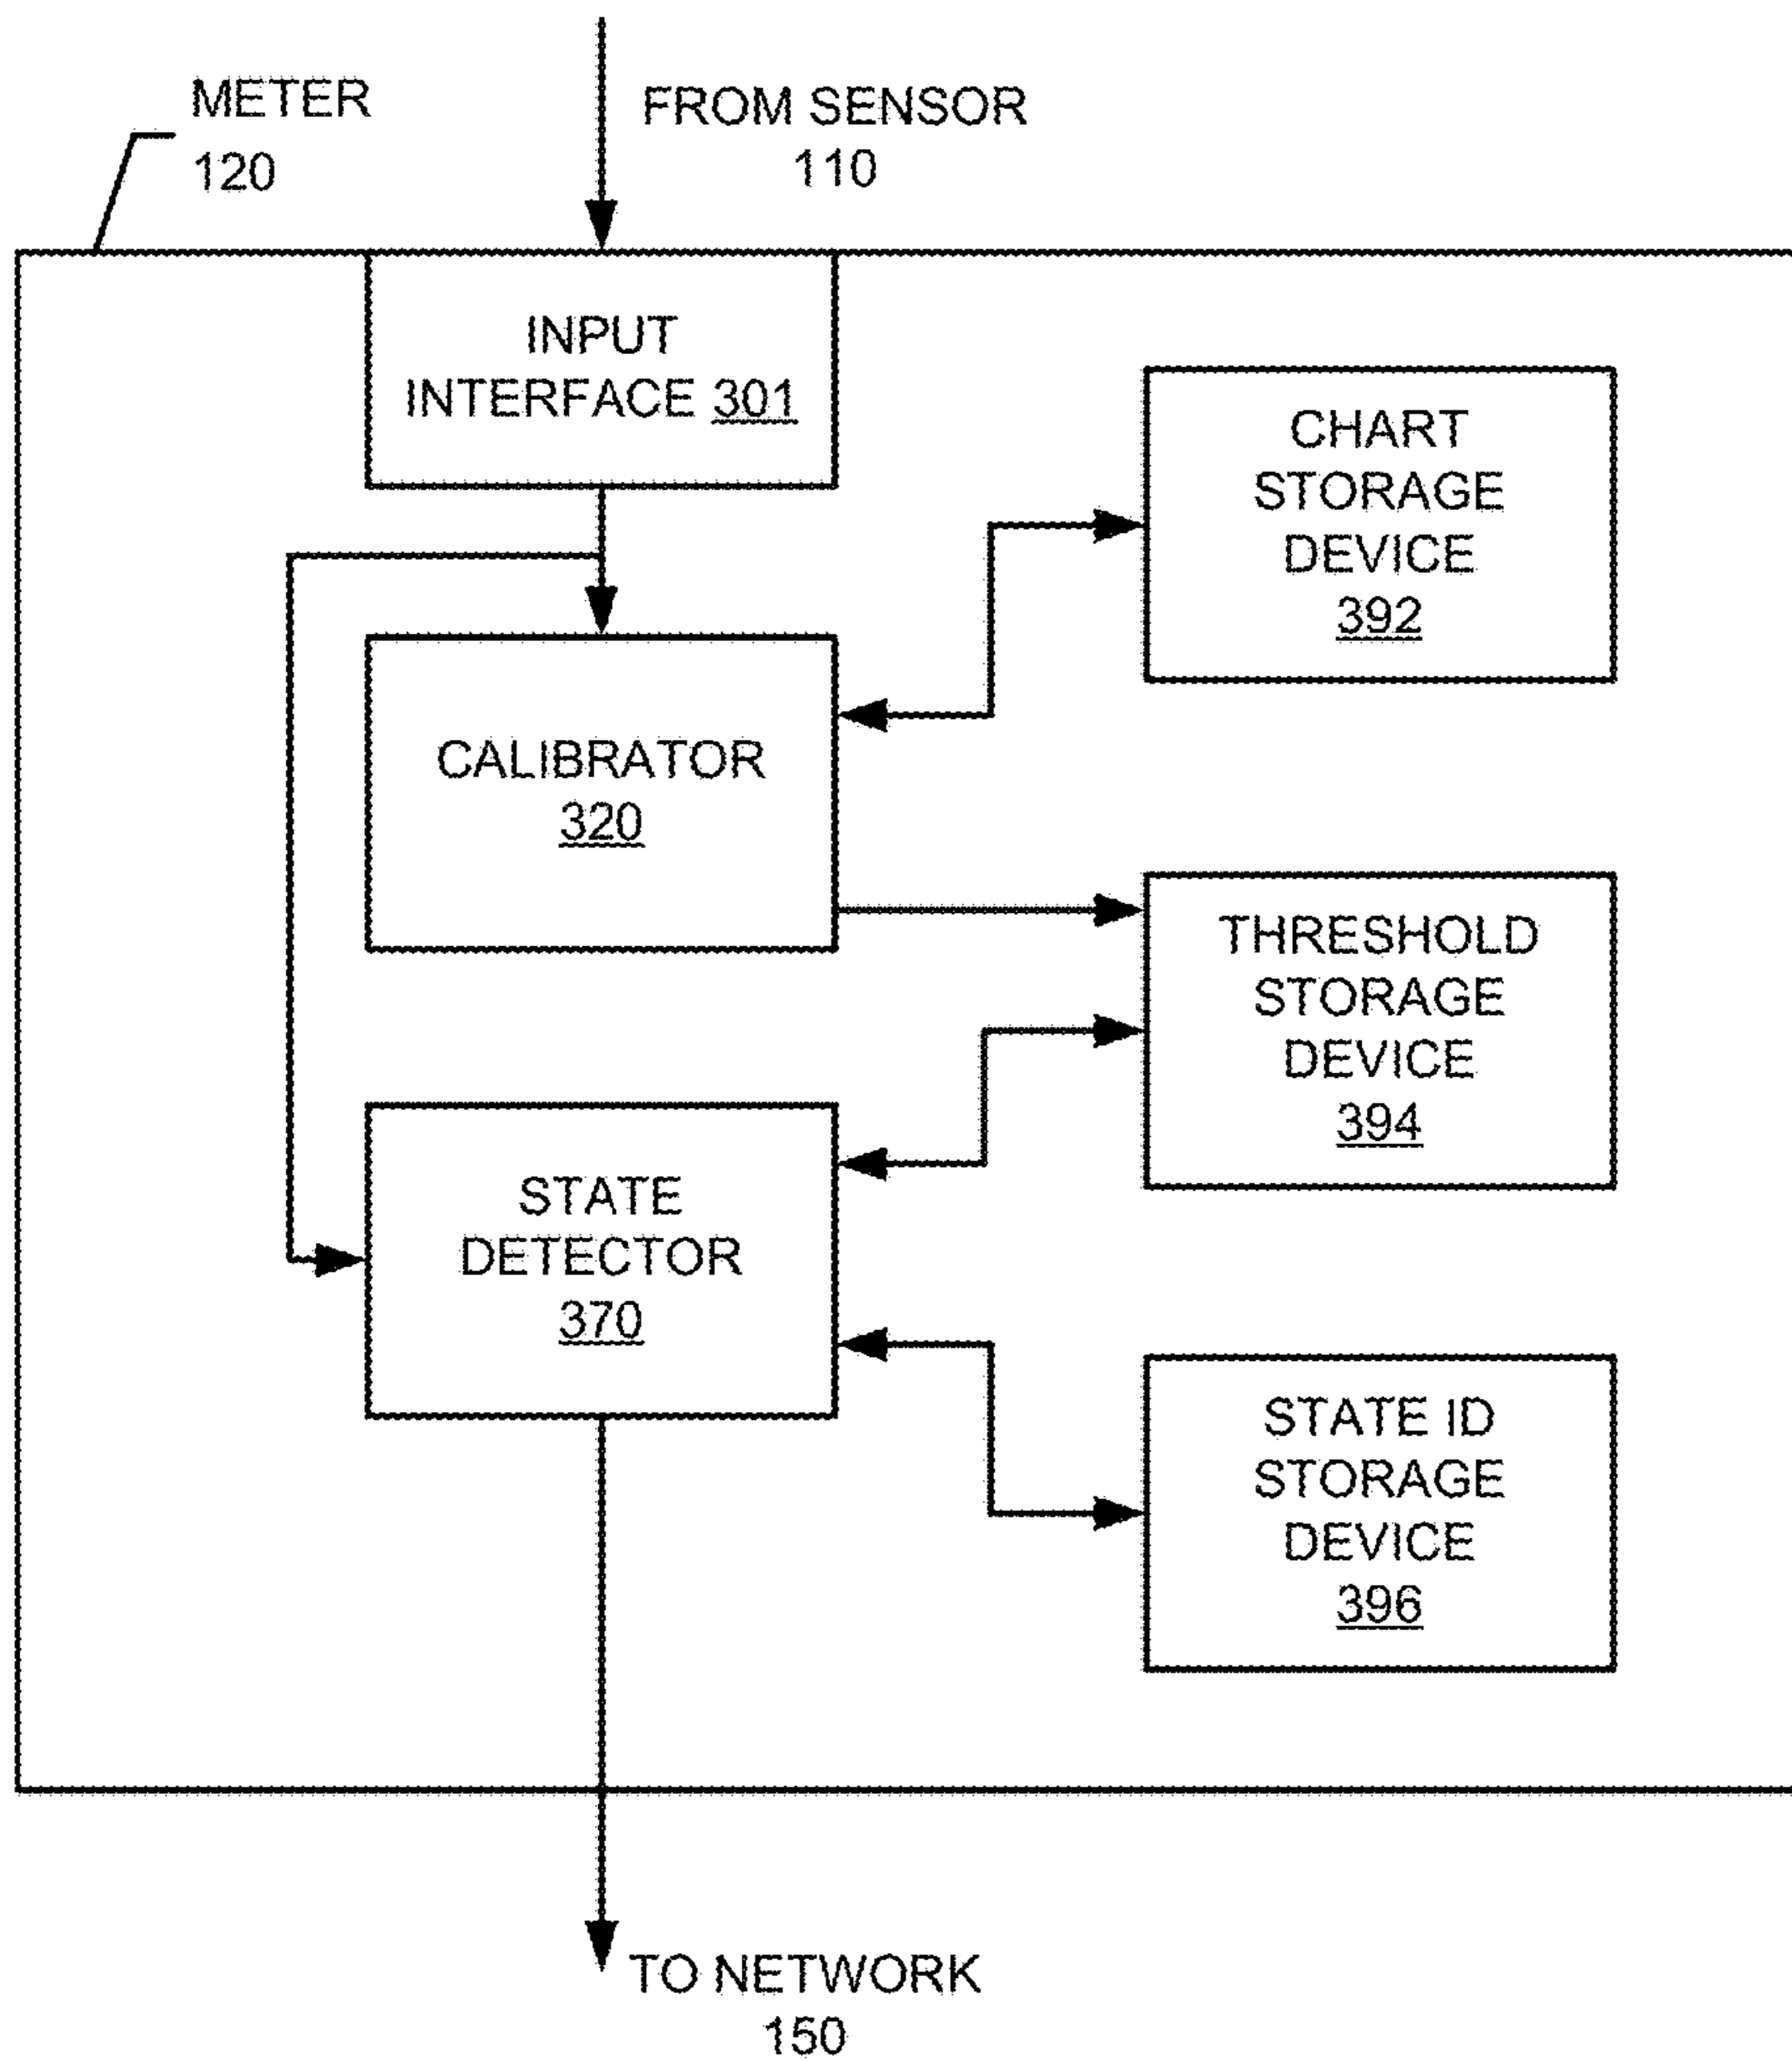 METER
120
FROM SENSOR
110
INPUT
INTERFACE 301
CHART
STORAGE
DEVICE
392
CALIBRATOR
320
THRESHOLD
STORAGE
DEVICE
394
STATE
DETECTOR
370
STATE ID
STORAGE
DEVICE
396
TO NETWORK
150